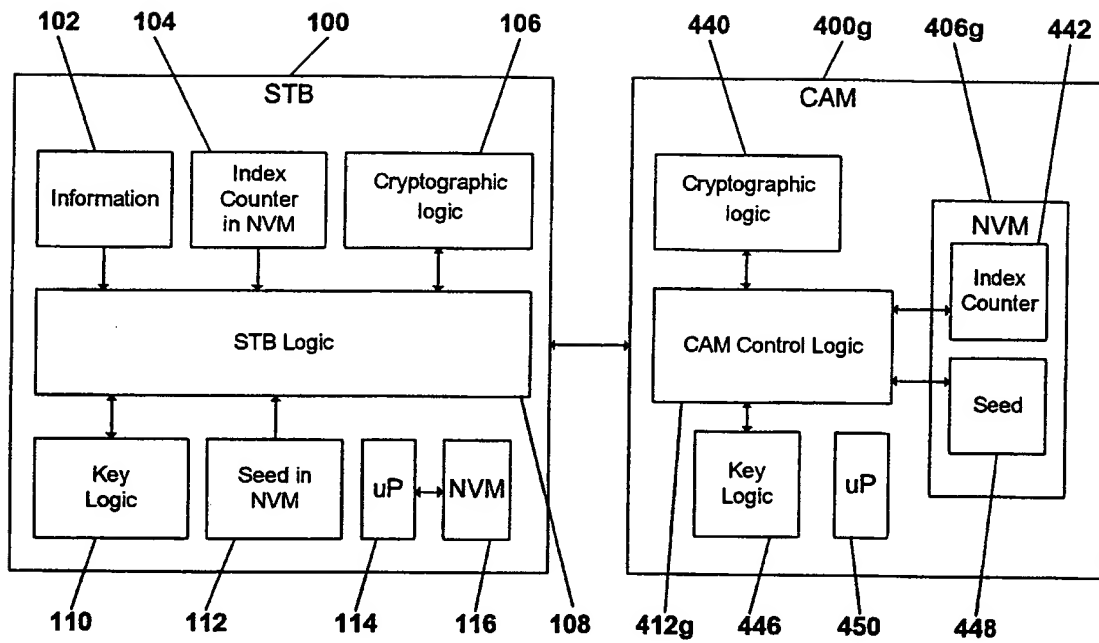 102
104
100
106
440
400g
406g
442
STB
CAM
Information
Index
Counter
in NVM
Cryptographic
logic
Cryptographic
logic
NVM
Index
Counter
STB Logic
CAM Control Logic
Seed
Key
Logic
Seed in
NVM
uP
NVM
Key
Logic
uP
110
112
114
116
108
412g
446
450
448